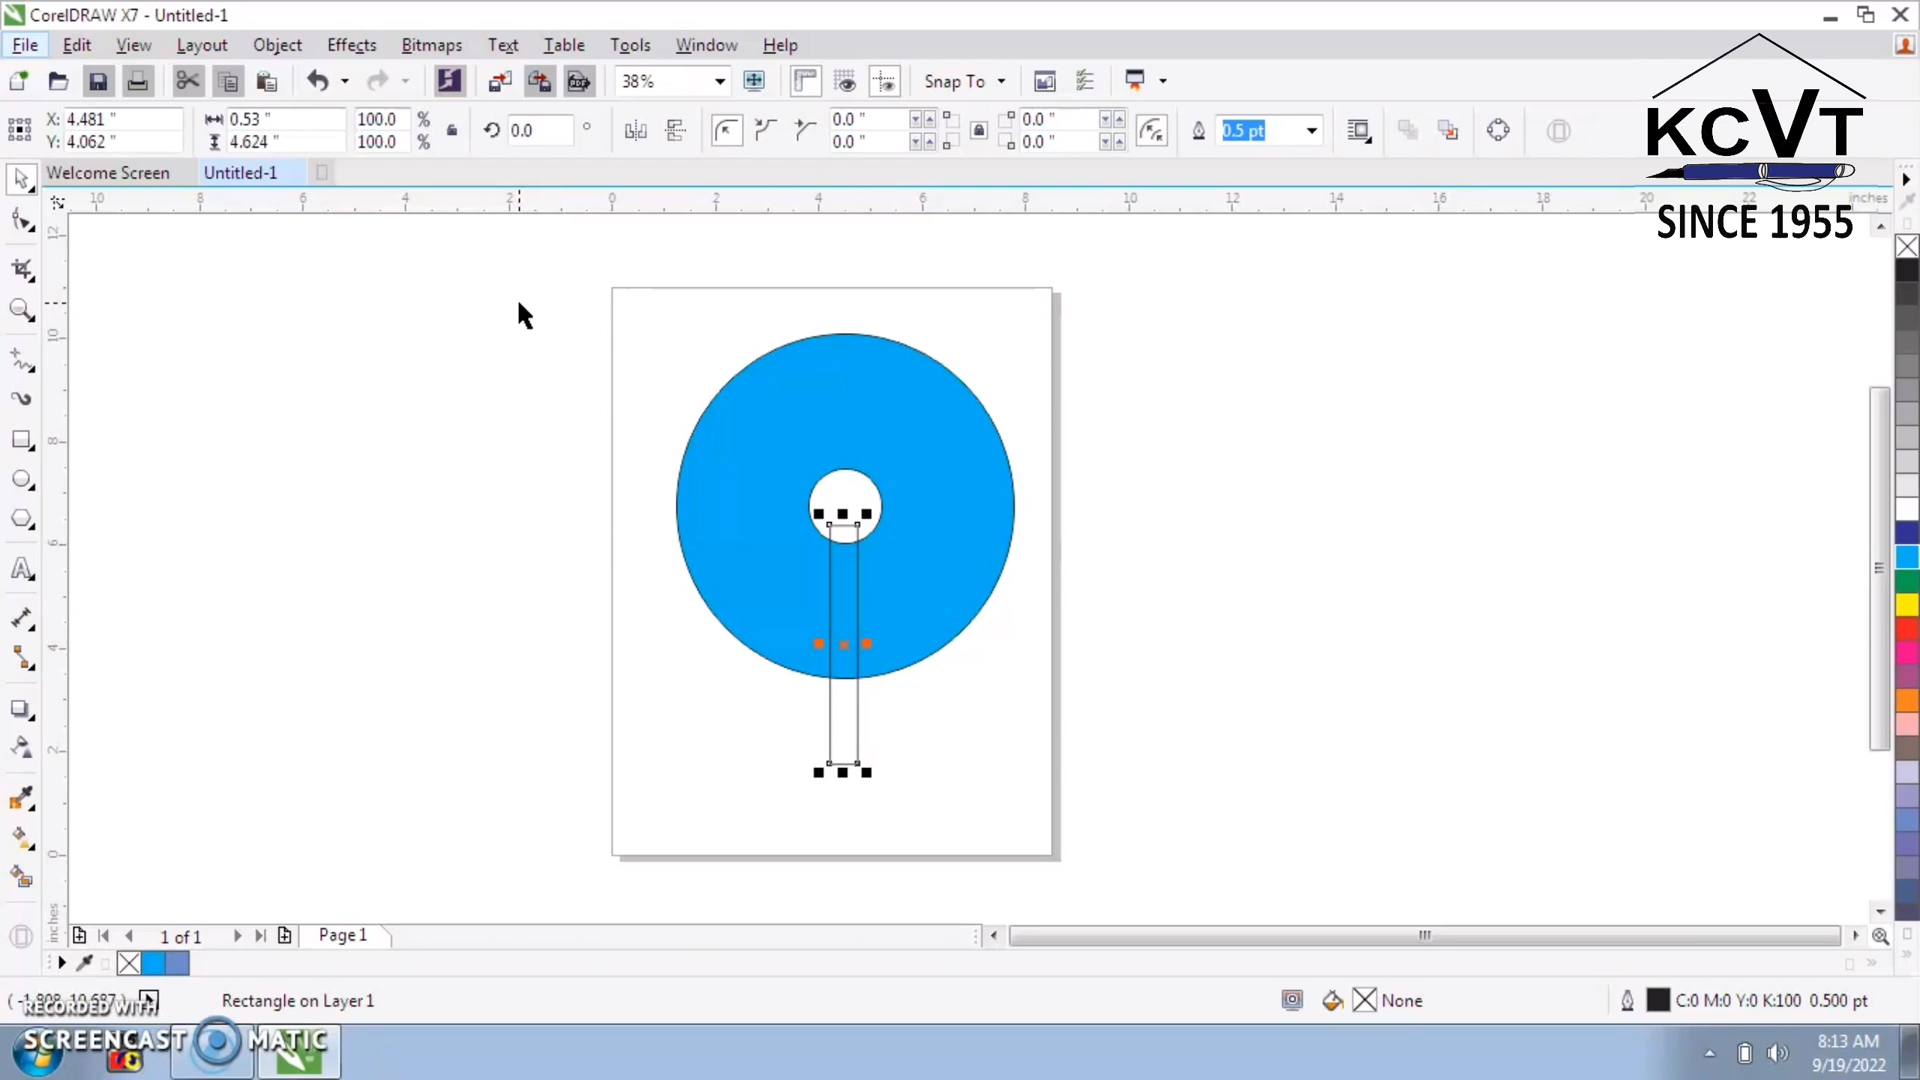 CorelDRAW X7 - Untitled-1
File Edit View Layout Object Effects Bitmaps Text Table Tools Window Help
38% Snap To
X: 4.481 " 0.53 " 100.0 % 0.0 ° 0.0 " 0.0 " 0.5 pt
Y: 4.062 " 4.624 " 100.0 % 0.0 " 0.0 "
KCVT
SINCE 1955
Welcome Screen Untitled-1
10 8 6 4 2 0 2 4 6 8 10 12 14 16 18 20 22 inches
12
10
8
6
4
2
0
inches
1 of 1 Page 1
Rectangle on Layer 1 None C:0 M:0 Y:0 K:100 0.500 pt
RECORDED WITH
SCREENCAST MATIC
8:13 AM
9/19/2022